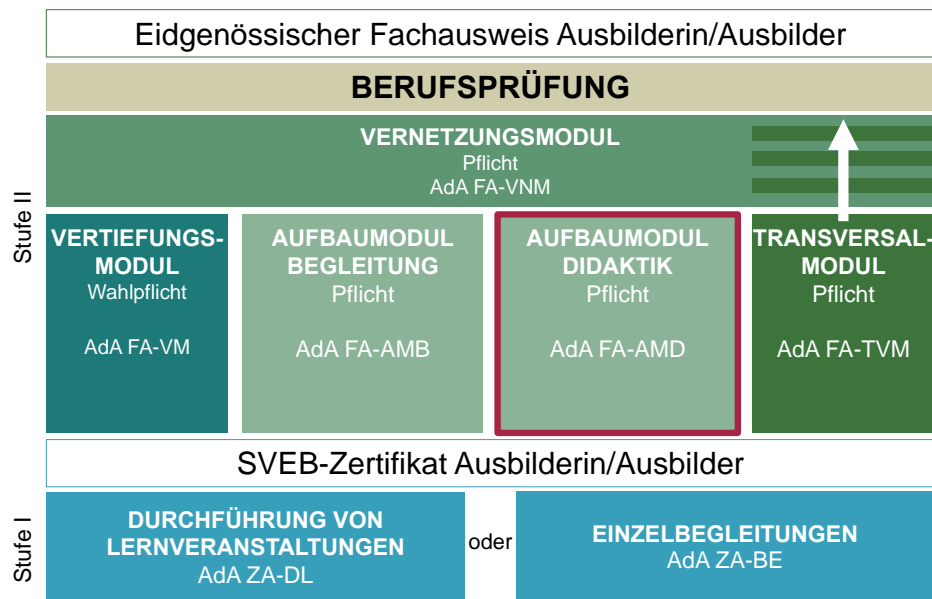 Eidgenössischer Fachausweis Ausbilderin/Ausbilder
BERUFSPRÜFUNG
VERNETZUNGSMODUL
Pflicht
AdA FA-VNM
Stufe II
VERTIEFUNGS-
MODUL
Wahlpflicht
AdA FA-VM
AUFBAUMODUL
BEGLEITUNG
Pflicht
AdA FA-AMB
AUFBAUMODUL
DIDAKTIK
Pflicht
AdA FA-AMD
TRANSVERSAL-
MODUL
Pflicht
AdA FA-TVM
SVEB-Zertifikat Ausbilderin/Ausbilder
Stufe I
DURCHFÜHRUNG VON
LERNVERANSTALTUNGEN
AdA ZA-DL
oder
EINZELBEGLEITUNGEN
AdA ZA-BE